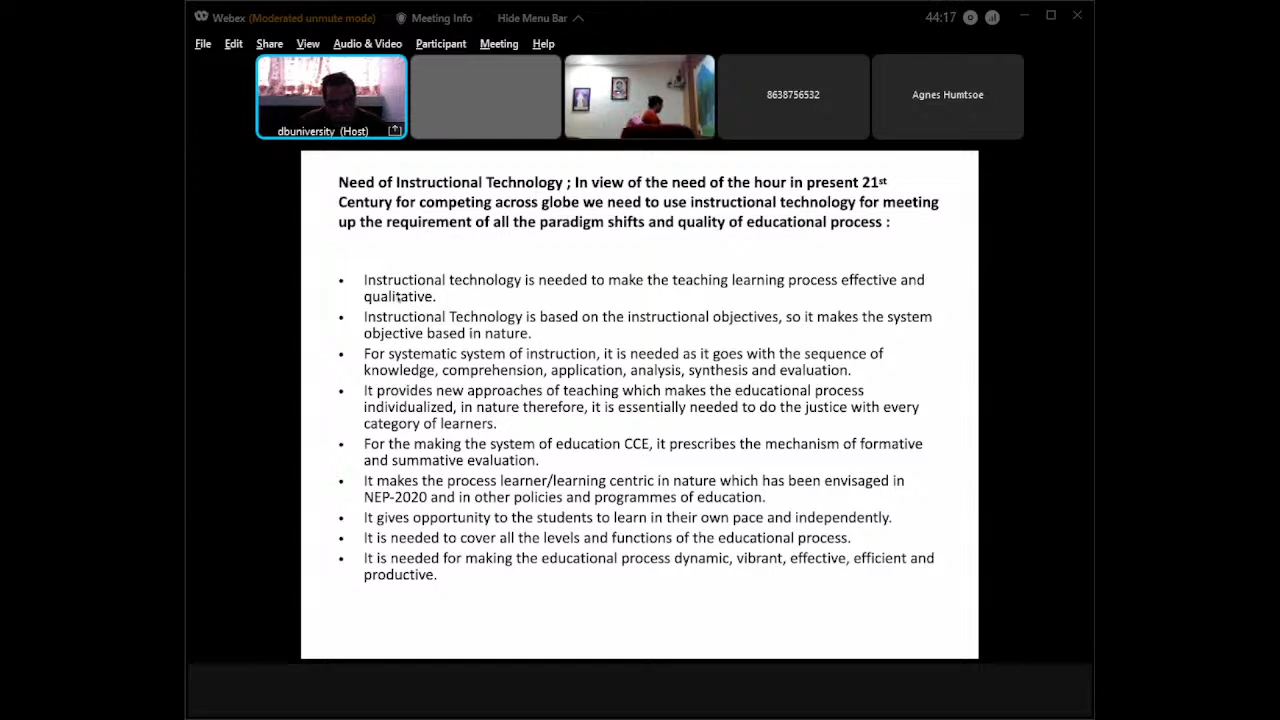 Webex (Moderated unmute mode) Meeting Info Hide Menu Bar 44:17
File Edit Share View Audio & Video Participant Meeting Help
dbuniversity (Host) 8638756532 Agnes Humtsoe
Need of Instructional Technology ; In view of the need of the hour in present 21st
Century for competing across globe we need to use instructional technology for meeting
up the requirement of all the paradigm shifts and quality of educational process :
• Instructional technology is needed to make the teaching learning process effective and
qualitative.
• Instructional Technology is based on the instructional objectives, so it makes the system
objective based in nature.
• For systematic system of instruction, it is needed as it goes with the sequence of
knowledge, comprehension, application, analysis, synthesis and evaluation.
• It provides new approaches of teaching which makes the educational process
individualized, in nature therefore, it is essentially needed to do the justice with every
category of learners.
• For the making the system of education CCE, it prescribes the mechanism of formative
and summative evaluation.
• It makes the process learner/learning centric in nature which has been envisaged in
NEP-2020 and in other policies and programmes of education.
• It gives opportunity to the students to learn in their own pace and independently.
• It is needed to cover all the levels and functions of the educational process.
• It is needed for making the educational process dynamic, vibrant, effective, efficient and
productive.